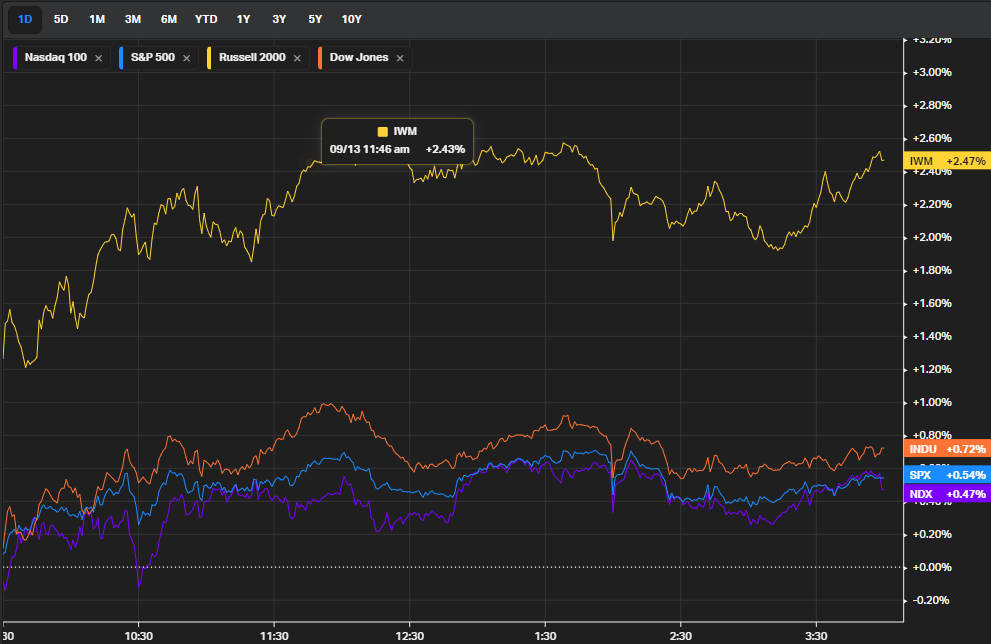 1D 5D 1M 3M 6M YTD 1Y 3Y 5Y 10Y
Nasdaq 100 × S&P 500 × Russell 2000 × Dow Jones ×
+3.20%
+3.00%
+2.80%
+2.60%
IWM
09/13 11:46 am +2.43%
IWM +2.47%
+2.40%
+2.20%
+2.00%
+1.80%
+1.60%
+1.40%
+1.20%
+1.00%
+0.80%
INDU +0.72%
SPX +0.54%
NDX +0.47%
+0.20%
+0.00%
-0.20%
30 10:30 11:30 12:30 1:30 2:30 3:30